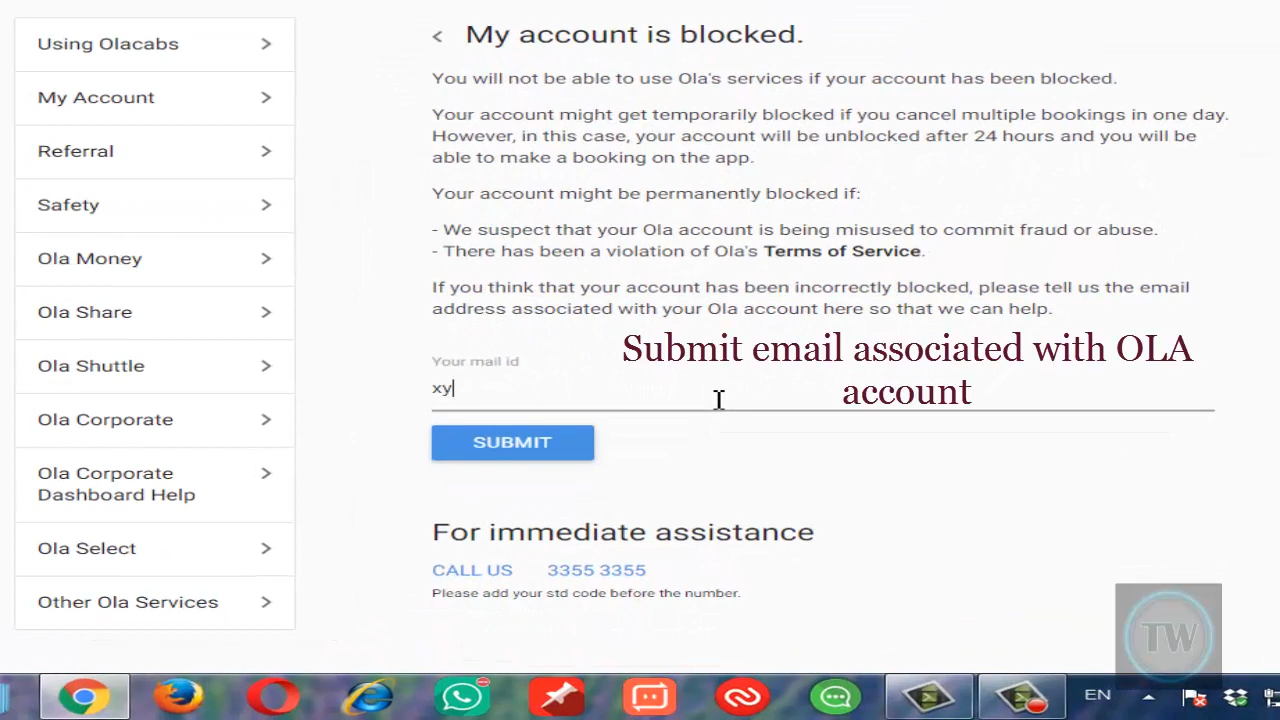 Using Olacabs
My Account
Referral
Safety
Ola Money
Ola Share
Ola Shuttle
Ola Corporate
Ola Corporate
Dashboard Help
Ola Select
Other Ola Services
My account is blocked.
You will not be able to use Ola's services if your account has been blocked.
Your account might get temporarily blocked if you cancel multiple bookings in one day.
However, in this case, your account will be unblocked after 24 hours and you will be
able to make a booking on the app.
Your account might be permanently blocked if:
- We suspect that your Ola account is being misused to commit fraud or abuse.
- There has been a violation of Ola's Terms of Service.
If you think that your account has been incorrectly blocked, please tell us the email
address associated with your Ola account here so that we can help.
Submit email associated with OLA
account
Your mail id
xy
SUBMIT
For immediate assistance
CALL US 3355 3355
Please add your std code before the number.
TW
EN